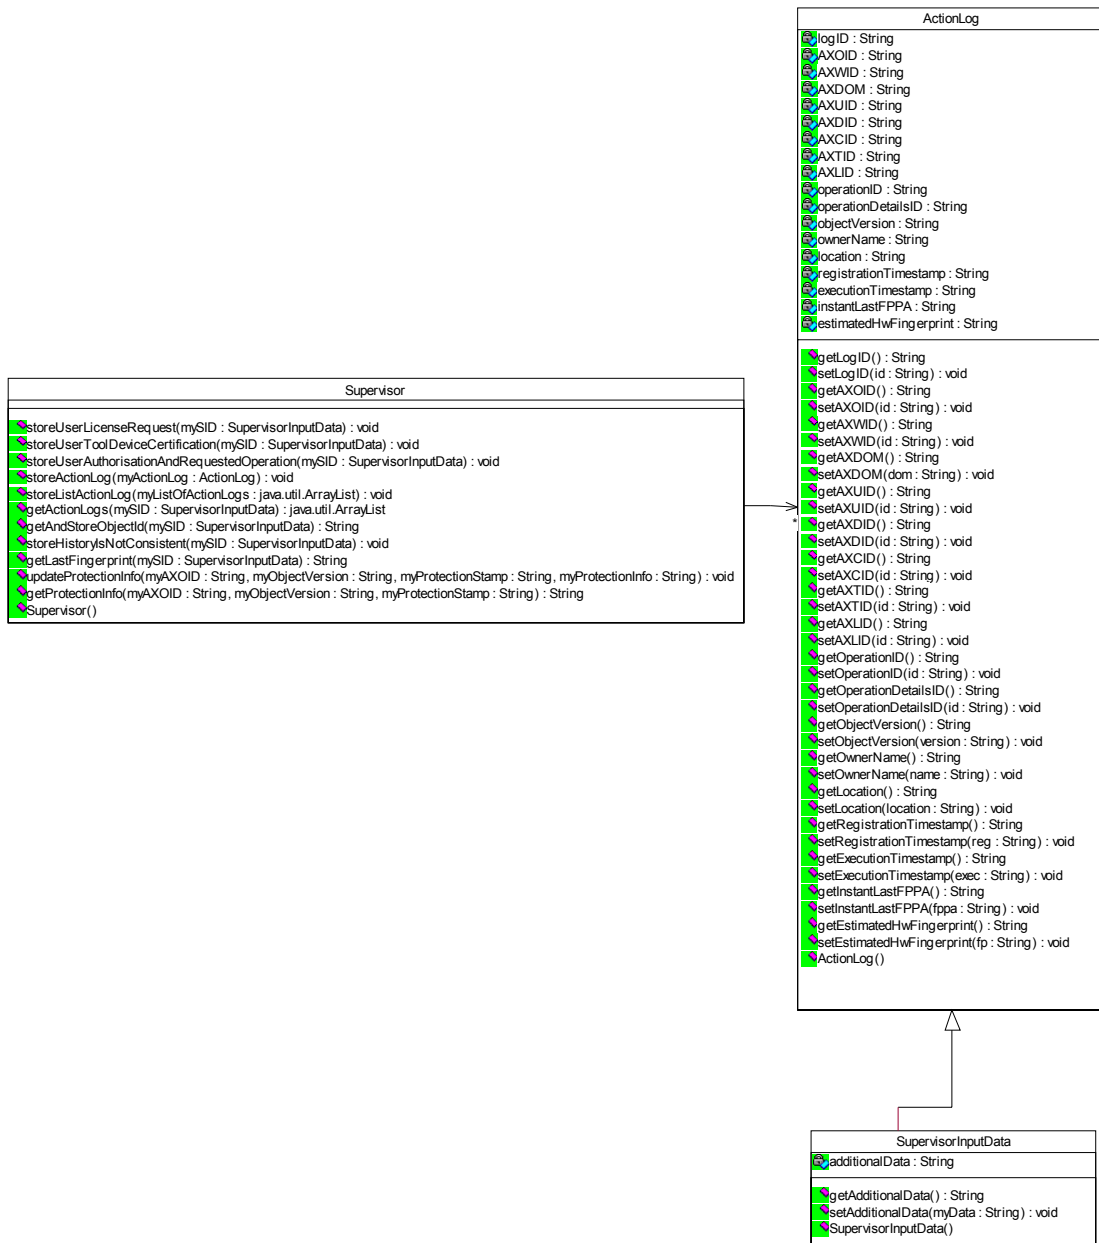 ActionLog
logID : String
AXOID : String
AXWID : String
AXDOM : String
AXUID : String
AXDID : String
AXCID : String
AXTID : String
AXLID : String
operationID : String
operationDetailsID : String
objectVersion : String
ownerName : String
location : String
registrationTimestamp : String
executionTimestamp : String
instantLastFPPA : String
estimatedHwFingerprint : String
getLogID() : String
setLogID(id : String) : void
getAXOID() : String
setAXOID(id : String) : void
getAXWID() : String
setAXWID(id : String) : void
getAXDOM() : String
setAXDOM(dom : String) : void
getAXUID() : String
setAXUID(id : String) : void
getAXDID() : String
setAXDID(id : String) : void
getAXCID() : String
setAXCID(id : String) : void
getAXTID() : String
setAXTID(id : String) : void
getAXLID() : String
setAXLID(id : String) : void
getOperationID() : String
setOperationID(id : String) : void
getOperationDetailsID() : String
setOperationDetailsID(id : String) : void
getObjectVersion() : String
setObjectVersion(version : String) : void
getOwnerName() : String
setOwnerName(name : String) : void
getLocation() : String
setLocation(location : String) : void
getRegistrationTimestamp() : String
setRegistrationTimestamp(reg : String) : void
getExecutionTimestamp() : String
setExecutionTimestamp(exec : String) : void
getInstantLastFPPA() : String
setInstantLastFPPA(fppa : String) : void
getEstimatedHwFingerprint() : String
setEstimatedHwFingerprint(fp : String) : void
ActionLog()
Supervisor
storeUserLicenseRequest(mySID : SupervisorInputData) : void
storeUserToolDeviceCertification(mySID : SupervisorInputData) : void
storeUserAuthorisationAndRequestedOperation(mySID : SupervisorInputData) : void
storeActionLog(myActionLog : ActionLog) : void
storeListActionLog(myListOfActionLogs : java.util.ArrayList) : void
getActionLogs(mySID : SupervisorInputData) : java.util.ArrayList
getAndStoreObjectId(mySID : SupervisorInputData) : String
storeHistoryIsNotConsistent(mySID : SupervisorInputData) : void
getLastFingerprint(mySID : SupervisorInputData) : String
updateProtectionInfo(myAXOID : String, myObjectVersion : String, myProtectionStamp : String, myProtectionInfo : String) : void
getProtectionInfo(myAXOID : String, myObjectVersion : String, myProtectionStamp : String) : String
Supervisor()
*
SupervisorInputData
additionalData : String
getAdditionalData() : String
setAdditionalData(myData : String) : void
SupervisorInputData()